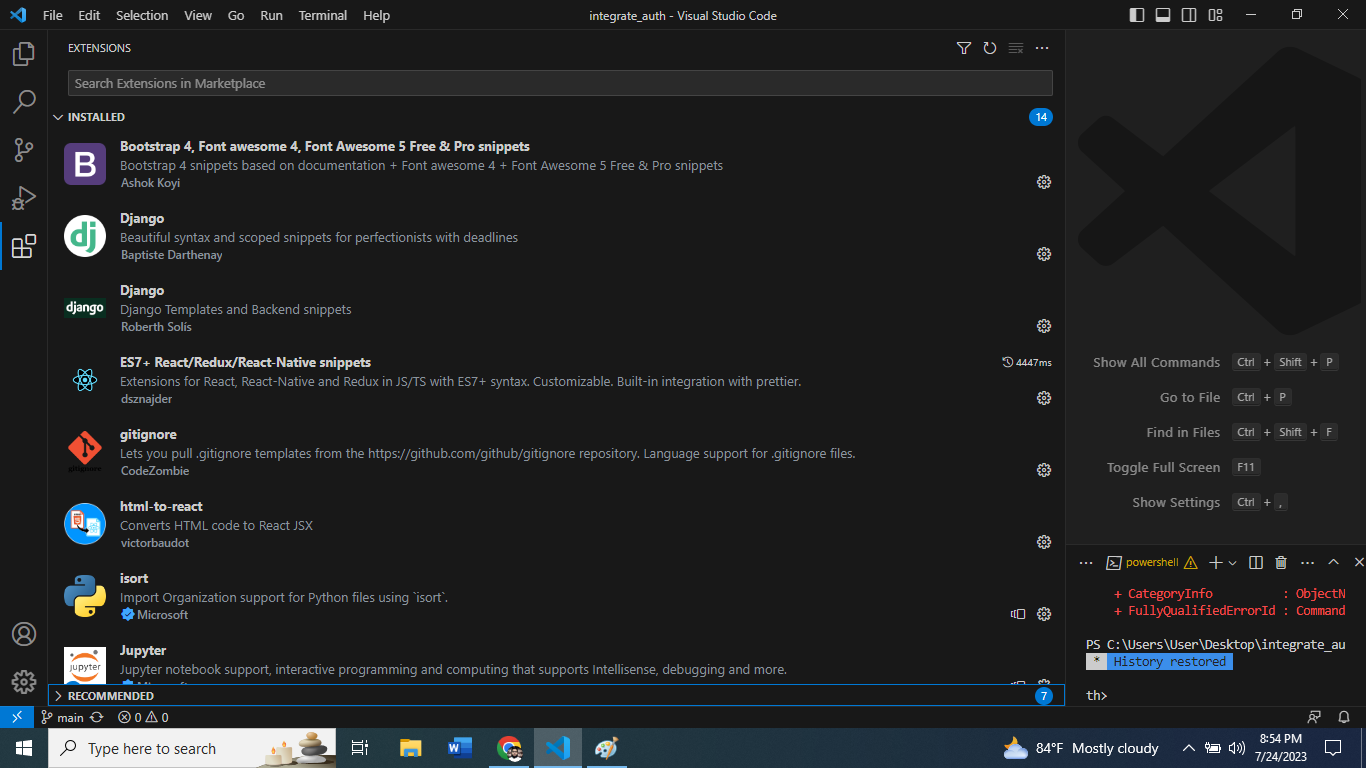 File Edit Selection View Go Run Terminal Help
integrate_auth - Visual Studio Code
EXTENSIONS
Search Extensions in Marketplace
INSTALLED
14
Bootstrap 4, Font awesome 4, Font Awesome 5 Free & Pro snippets
Bootstrap 4 snippets based on documentation + Font awesome 4 + Font Awesome 5 Free & Pro snippets
Ashok Koyi
Django
Beautiful syntax and scoped snippets for perfectionists with deadlines
Baptiste Darthenay
Django
Django Templates and Backend snippets
Roberth Solís
ES7+ React/Redux/React-Native snippets
4447ms
Extensions for React, React-Native and Redux in JS/TS with ES7+ syntax. Customizable. Built-in integration with prettier.
dsznajder
gitignore
Lets you pull .gitignore templates from the https://github.com/github/gitignore repository. Language support for .gitignore files.
CodeZombie
html-to-react
Converts HTML code to React JSX
victorbaudot
isort
Import Organization support for Python files using `isort`.
Microsoft
Jupyter
Jupyter notebook support, interactive programming and computing that supports Intellisense, debugging and more.
RECOMMENDED
7
B
dj
django
gitignore
jupyter
Show All Commands Ctrl + Shift + P
Go to File Ctrl + P
Find in Files Ctrl + Shift + F
Toggle Full Screen F11
Show Settings Ctrl + ,
powershell
+ CategoryInfo : ObjectN
+ FullyQualifiedErrorId : Command
PS C:\Users\User\Desktop\integrate_au
* History restored
th>
main
0 0
Type here to search
84°F Mostly cloudy
8:54 PM
7/24/2023